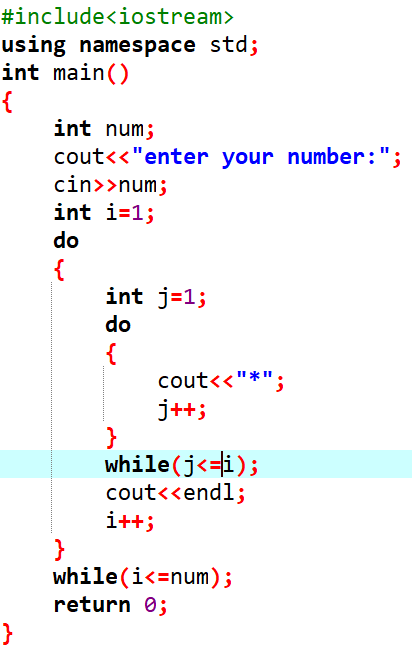 #include<iostream>
using namespace std;
int main()
{
    int num;
    cout<<"enter your number:";
    cin>>num;
    int i=1;
    do
    {
        int j=1;
        do
        {
            cout<<"*";
            j++;
        }
        while(j<=i);
        cout<<endl;
        i++;
    }
    while(i<=num);
    return 0;
}